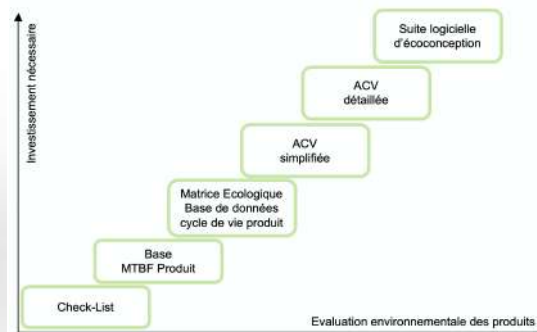 Investissement nécessaire
Suite logicielle
d'écoconception
ACV
détaillée
ACV
simplifiée
Matrice Ecologique
Base de données
cycle de vie produit
Base
MTBF Produit
Check-List
Evaluation environnementale des produits